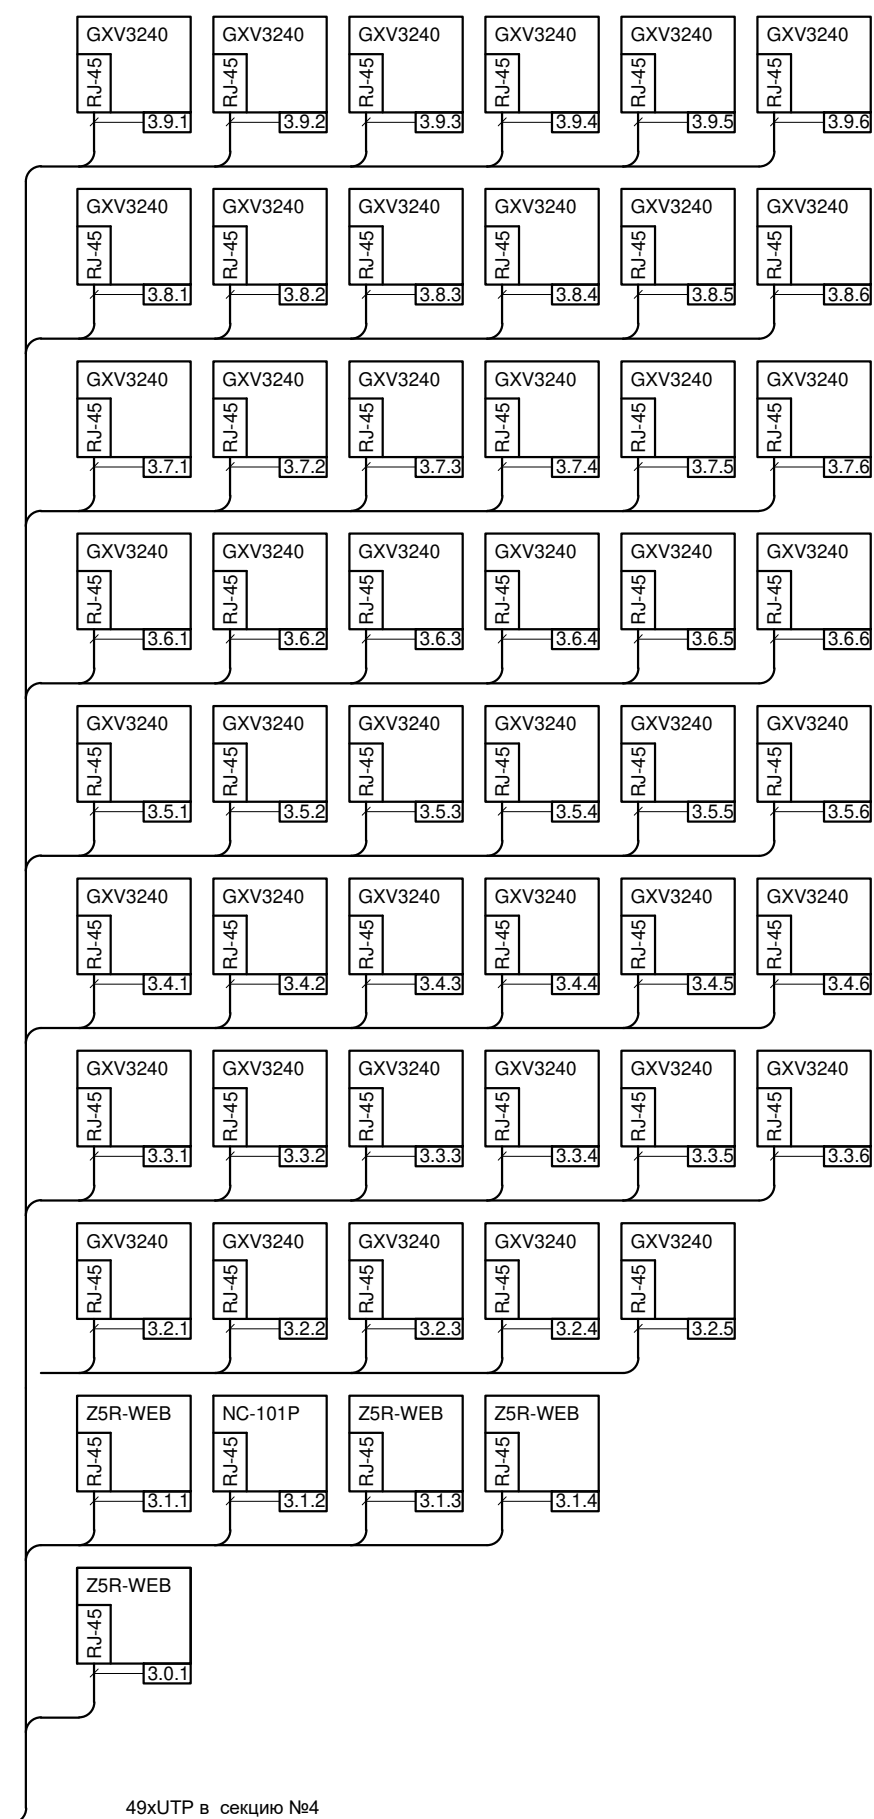 GXV3240 GXV3240 GXV3240 GXV3240 GXV3240 GXV3240
RJ-45 RJ-45 RJ-45 RJ-45 RJ-45 RJ-45
3.9.1 3.9.2 3.9.3 3.9.4 3.9.5 3.9.6
GXV3240 GXV3240 GXV3240 GXV3240 GXV3240 GXV3240
RJ-45 RJ-45 RJ-45 RJ-45 RJ-45 RJ-45
3.8.1 3.8.2 3.8.3 3.8.4 3.8.5 3.8.6
GXV3240 GXV3240 GXV3240 GXV3240 GXV3240 GXV3240
RJ-45 RJ-45 RJ-45 RJ-45 RJ-45 RJ-45
3.7.1 3.7.2 3.7.3 3.7.4 3.7.5 3.7.6
GXV3240 GXV3240 GXV3240 GXV3240 GXV3240 GXV3240
RJ-45 RJ-45 RJ-45 RJ-45 RJ-45 RJ-45
3.6.1 3.6.2 3.6.3 3.6.4 3.6.5 3.6.6
GXV3240 GXV3240 GXV3240 GXV3240 GXV3240 GXV3240
RJ-45 RJ-45 RJ-45 RJ-45 RJ-45 RJ-45
3.5.1 3.5.2 3.5.3 3.5.4 3.5.5 3.5.6
GXV3240 GXV3240 GXV3240 GXV3240 GXV3240 GXV3240
RJ-45 RJ-45 RJ-45 RJ-45 RJ-45 RJ-45
3.4.1 3.4.2 3.4.3 3.4.4 3.4.5 3.4.6
GXV3240 GXV3240 GXV3240 GXV3240 GXV3240 GXV3240
RJ-45 RJ-45 RJ-45 RJ-45 RJ-45 RJ-45
3.3.1 3.3.2 3.3.3 3.3.4 3.3.5 3.3.6
GXV3240 GXV3240 GXV3240 GXV3240 GXV3240
RJ-45 RJ-45 RJ-45 RJ-45 RJ-45
3.2.1 3.2.2 3.2.3 3.2.4 3.2.5
Z5R-WEB NC-101P Z5R-WEB Z5R-WEB
RJ-45 RJ-45 RJ-45 RJ-45
3.1.1 3.1.2 3.1.3 3.1.4
Z5R-WEB
RJ-45
3.0.1
49xUTP в секцию №4